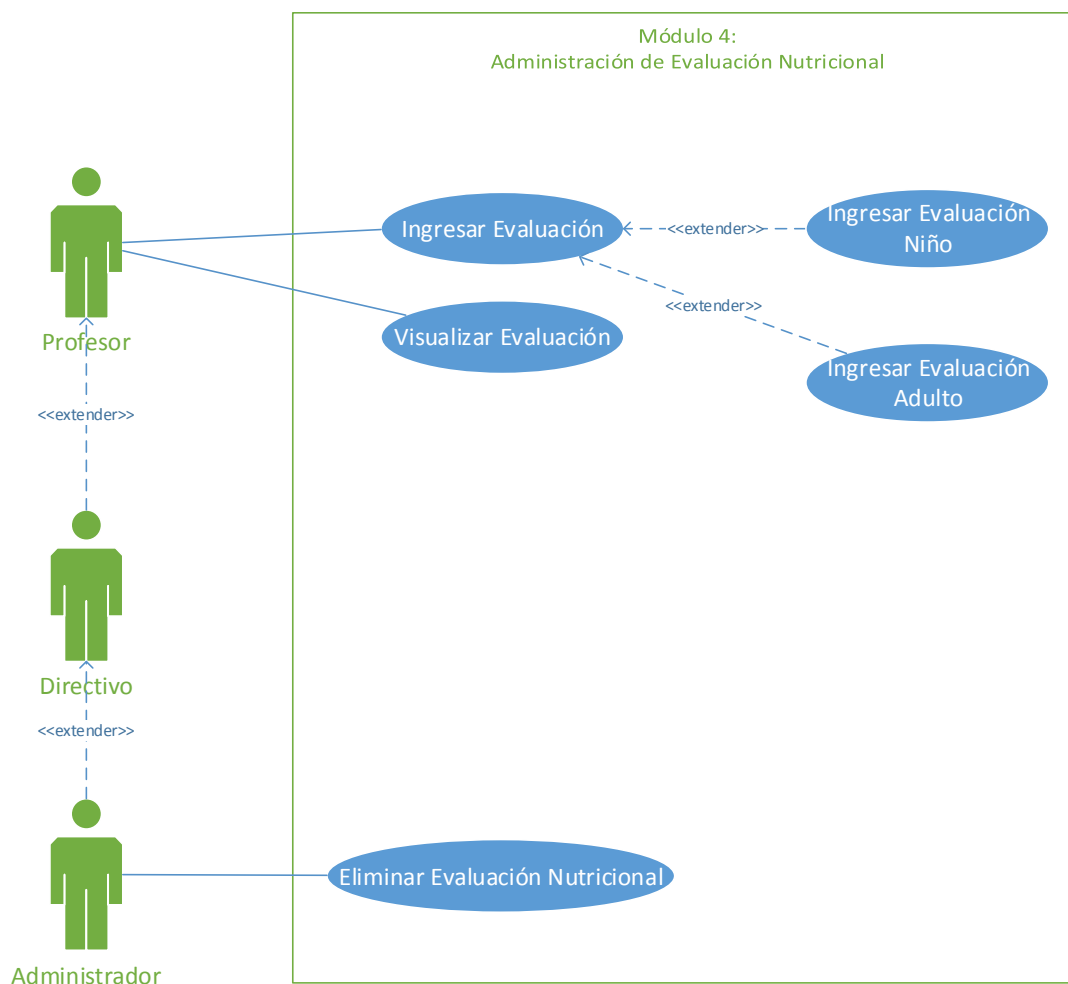 Módulo 4:
Administración de Evaluación Nutricional
Ingresar Evaluación
<<extender>>
Ingresar Evaluación
Niño
<<extender>>
Visualizar Evaluación
Profesor
Ingresar Evaluación
Adulto
<<extender>>
Directivo
<<extender>>
Eliminar Evaluación Nutricional
Administrador